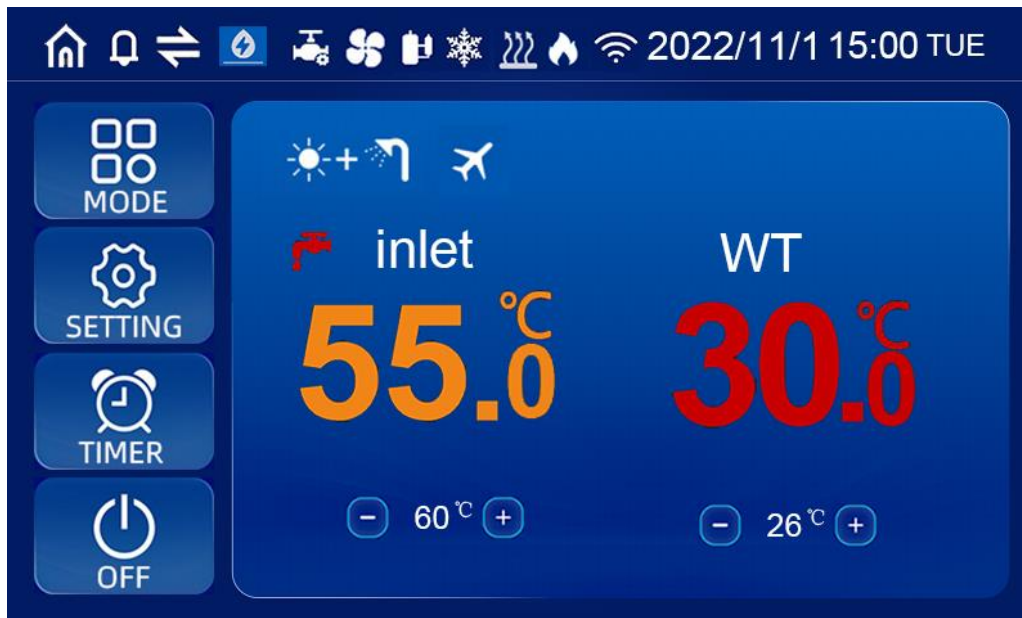 2022/11/1 15:00 TUE
MODE
SETTING
TIMER
OFF
inlet
55.0℃
60℃
WT
30.0℃
26℃